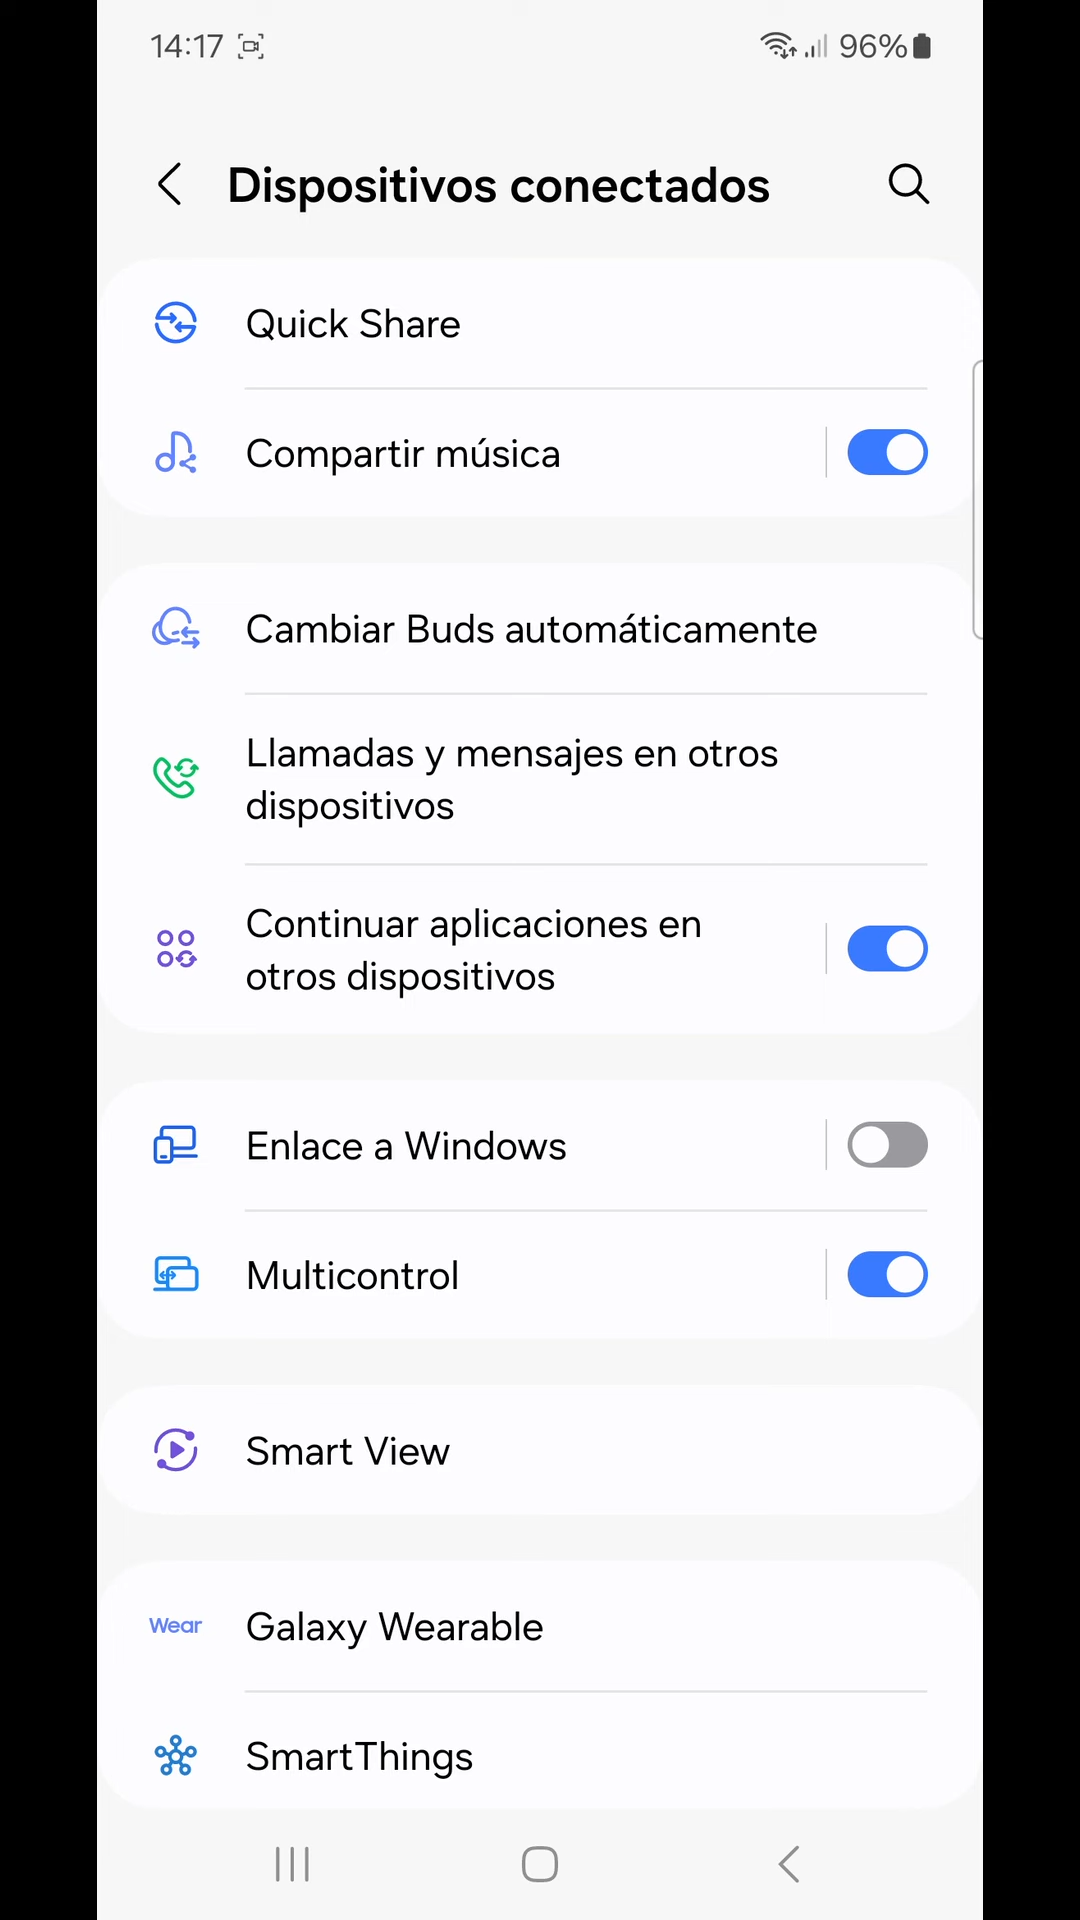 14:17 96%
Dispositivos conectados
Quick Share
Compartir música
Cambiar Buds automáticamente
Llamadas y mensajes en otros
dispositivos
Continuar aplicaciones en
otros dispositivos
Enlace a Windows
Multicontrol
Smart View
Wear Galaxy Wearable
SmartThings